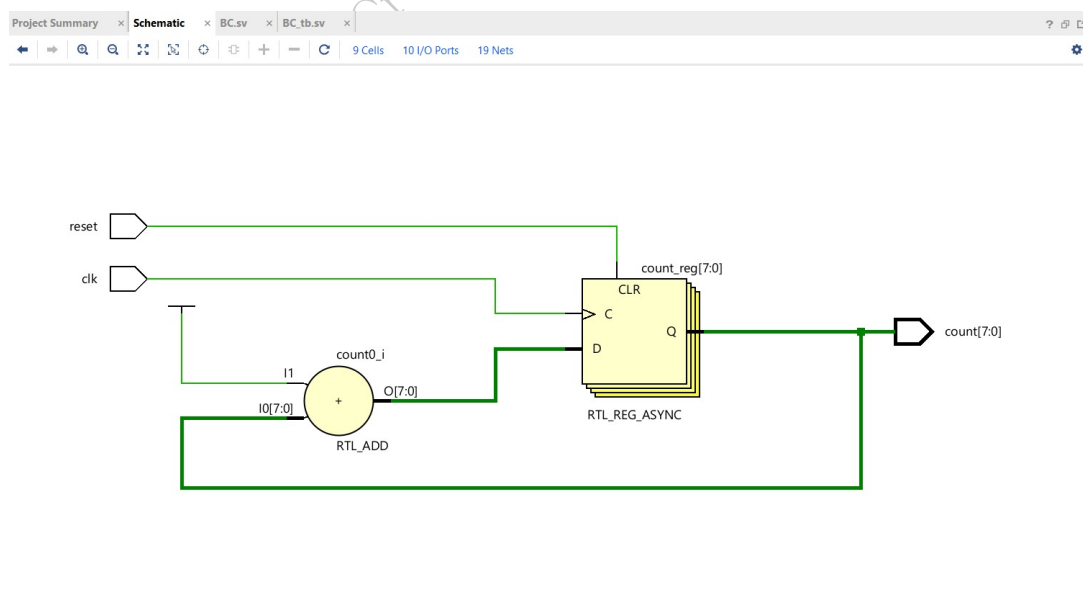 Project Summary × Schematic × BC.sv × BC_tb.sv × ?
9 Cells 10 I/O Ports 19 Nets
reset
clk
count_reg[7:0]
CLR
C
Q
D
count[7:0]
RTL_REG_ASYNC
count0_i
I1
I0[7:0]
+
O[7:0]
RTL_ADD